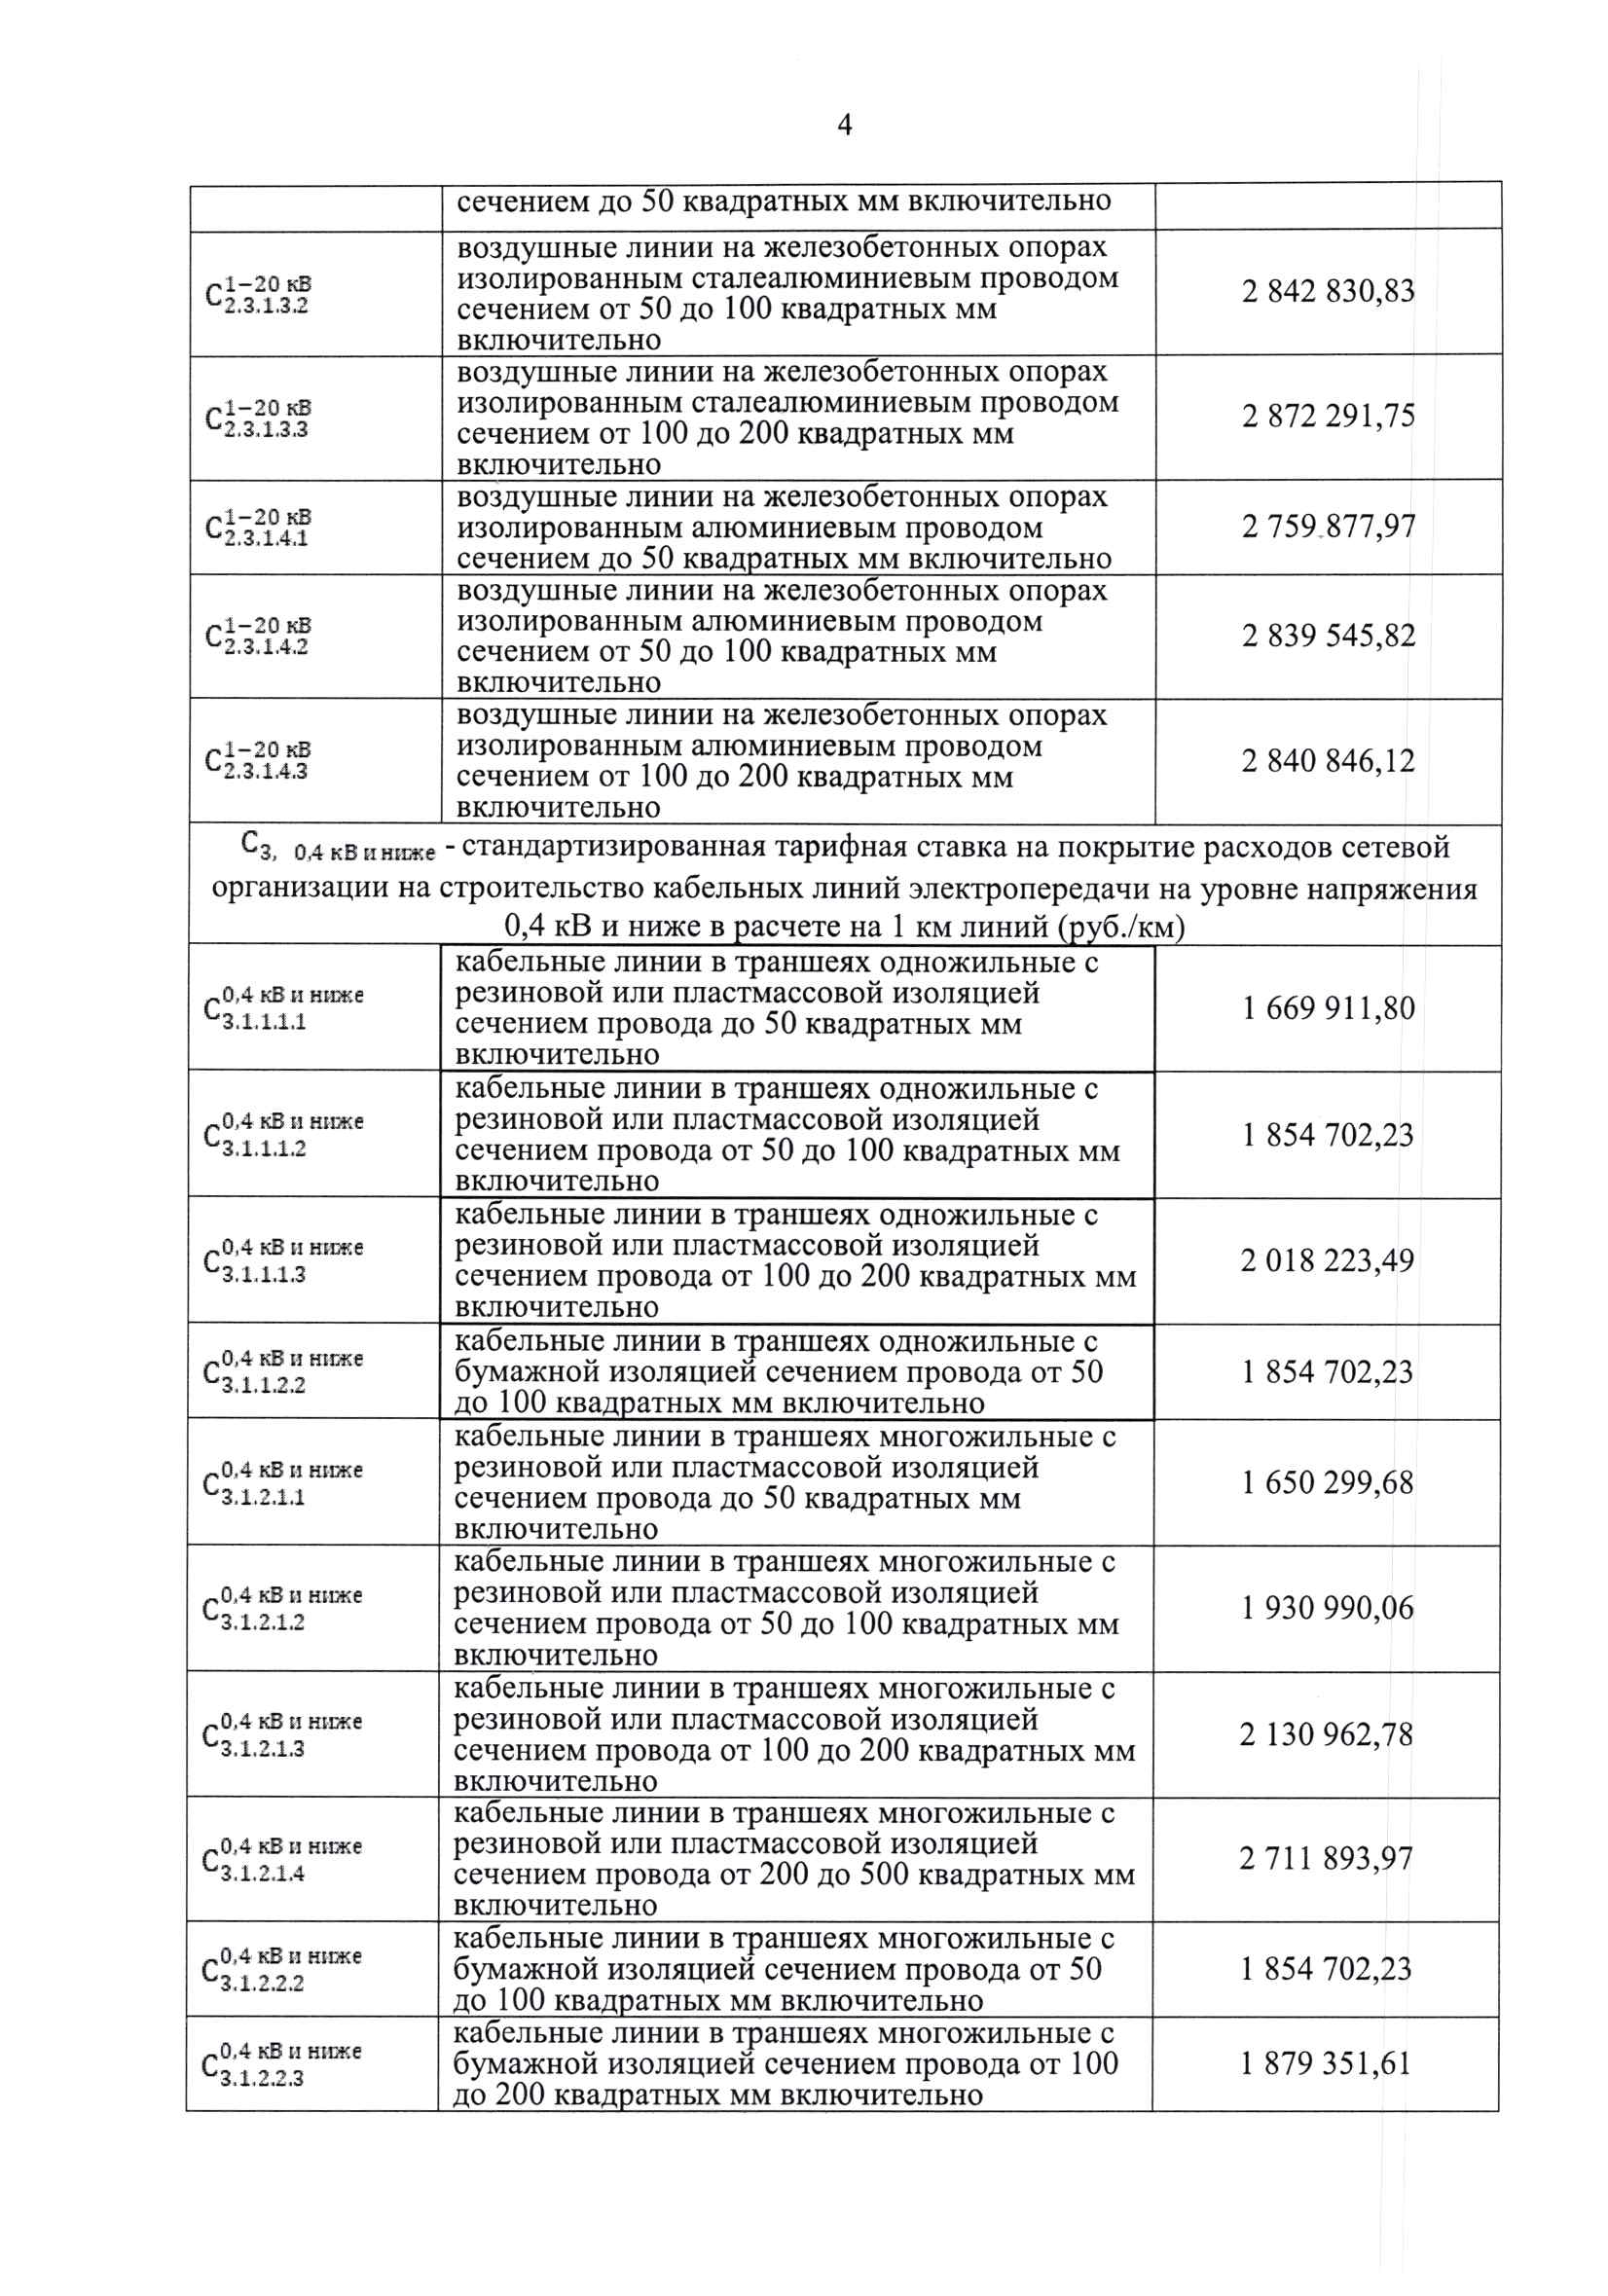 4
сечением до 50 квадратных мм включительно
С 1–20 кВ 2.3.1.3.2
воздушные линии на железобетонных опорах
изолированным сталеалюминиевым проводом
сечением от 50 до 100 квадратных мм
включительно
2 842 830,83
С 1–20 кВ 2.3.1.3.3
воздушные линии на железобетонных опорах
изолированным сталеалюминиевым проводом
сечением от 100 до 200 квадратных мм
включительно
2 872 291,75
С 1–20 кВ 2.3.1.4.1
воздушные линии на железобетонных опорах
изолированным алюминиевым проводом
сечением до 50 квадратных мм включительно
2 759 877,97
С 1–20 кВ 2.3.1.4.2
воздушные линии на железобетонных опорах
изолированным алюминиевым проводом
сечением от 50 до 100 квадратных мм
включительно
2 839 545,82
С 1–20 кВ 2.3.1.4.3
воздушные линии на железобетонных опорах
изолированным алюминиевым проводом
сечением от 100 до 200 квадратных мм
включительно
2 840 846,12
С3, 0,4 кВ и ниже - стандартизированная тарифная ставка на покрытие расходов сетевой
организации на строительство кабельных линий электропередачи на уровне напряжения
0,4 кВ и ниже в расчете на 1 км линий (руб./км)
С 0,4 кВ и ниже 3.1.1.1.1
кабельные линии в траншеях одножильные с
резиновой или пластмассовой изоляцией
сечением провода до 50 квадратных мм
включительно
1 669 911,80
С 0,4 кВ и ниже 3.1.1.1.2
кабельные линии в траншеях одножильные с
резиновой или пластмассовой изоляцией
сечением провода от 50 до 100 квадратных мм
включительно
1 854 702,23
С 0,4 кВ и ниже 3.1.1.1.3
кабельные линии в траншеях одножильные с
резиновой или пластмассовой изоляцией
сечением провода от 100 до 200 квадратных мм
включительно
2 018 223,49
С 0,4 кВ и ниже 3.1.1.2.2
кабельные линии в траншеях одножильные с
бумажной изоляцией сечением провода от 50
до 100 квадратных мм включительно
1 854 702,23
С 0,4 кВ и ниже 3.1.2.1.1
кабельные линии в траншеях многожильные с
резиновой или пластмассовой изоляцией
сечением провода до 50 квадратных мм
включительно
1 650 299,68
С 0,4 кВ и ниже 3.1.2.1.2
кабельные линии в траншеях многожильные с
резиновой или пластмассовой изоляцией
сечением провода от 50 до 100 квадратных мм
включительно
1 930 990,06
С 0,4 кВ и ниже 3.1.2.1.3
кабельные линии в траншеях многожильные с
резиновой или пластмассовой изоляцией
сечением провода от 100 до 200 квадратных мм
включительно
2 130 962,78
С 0,4 кВ и ниже 3.1.2.1.4
кабельные линии в траншеях многожильные с
резиновой или пластмассовой изоляцией
сечением провода от 200 до 500 квадратных мм
включительно
2 711 893,97
С 0,4 кВ и ниже 3.1.2.2.2
кабельные линии в траншеях многожильные с
бумажной изоляцией сечением провода от 50
до 100 квадратных мм включительно
1 854 702,23
С 0,4 кВ и ниже 3.1.2.2.3
кабельные линии в траншеях многожильные с
бумажной изоляцией сечением провода от 100
до 200 квадратных мм включительно
1 879 351,61